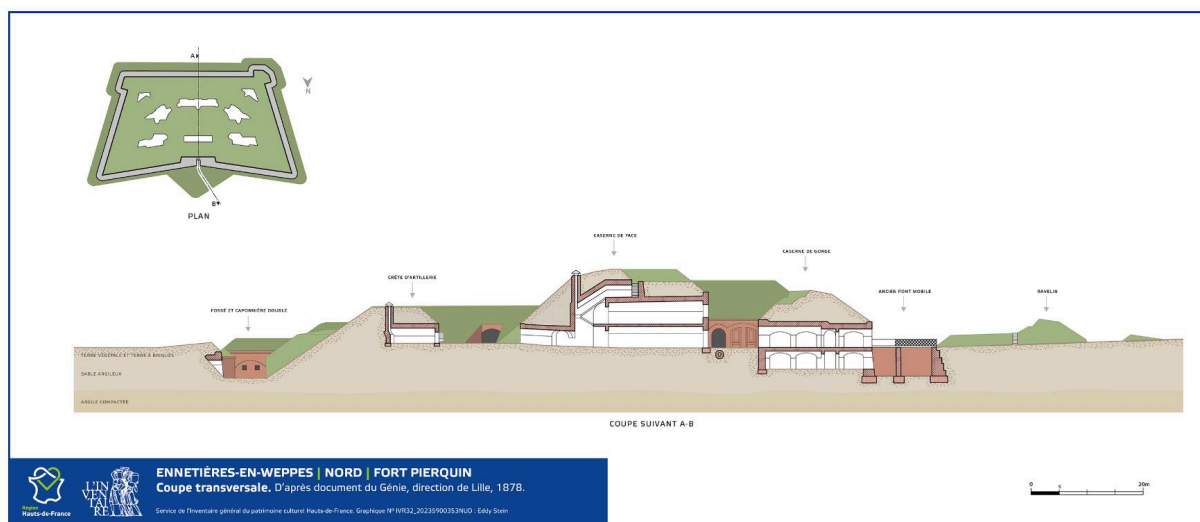 A
N
B
PLAN
CASERNE DE FACE
CRÊTE D'ARTILLERIE
CASERNE DE GORGE
FOSSÉ ET CAPONNIÈRE DOUBLE
ANCIEN PONT MOBILE
RAVELIN
TERRE VÉGÉTALE ET TERRE À BRIQUES
SABLE ARGILEUX
ARGILE COMPACTÉE
COUPE SUIVANT A-B
ENNETIÈRES-EN-WEPPES | NORD | FORT PIERQUIN
Coupe transversale. D'après document du Génie, direction de Lille, 1878.
Service de l'Inventaire général du patrimoine culturel Hauts-de-France. Graphique N° IVR32_20235900353NUD : Eddy Stein
Région
Hauts-de-France
L'IN
VEN
TAI
RE
0 5 20m